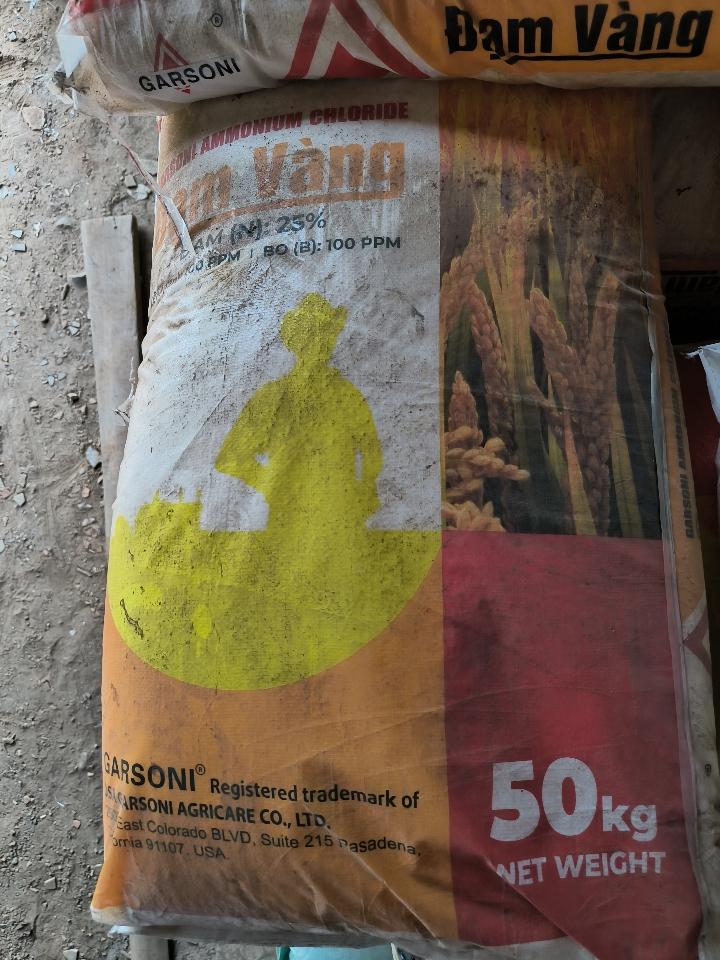 ®
GARSONI
Đạm Vàng
AMMONIUM CHLORIDE
Vàng
ĐẠM (N): 25%
PPM | BO (B): 100 PPM
GARSONI® Registered trademark of
GARSONI AGRICARE CO., LTD.
East Colorado BLVD, Suite 215 Pasadena,
91107. USA.
50kg
NET WEIGHT
GARSONI